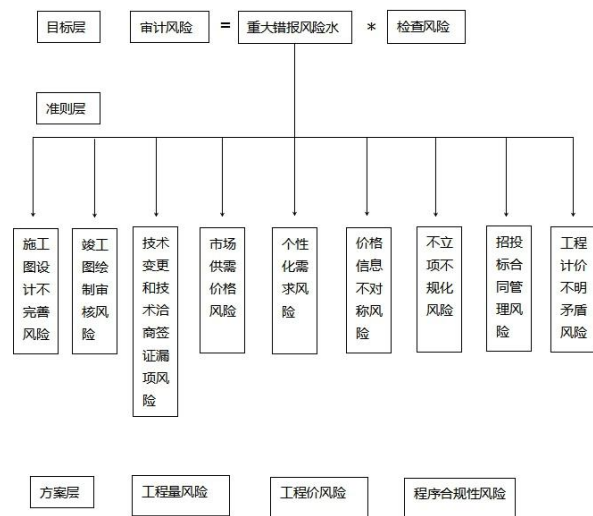 目标层 审计风险 = 重大错报风险水 * 检查风险
准则层
施工
图设
计不
完善
风险
竣工
图绘
制审
核风
险
技术
变更
和技
术洽
商签
证漏
项风
险
市场
供需
价格
风险
个性
化需
求风
险
价格
信息
不对
称风
险
不立
项不
规化
风险
招投
标合
同管
理风
险
工程
计价
不明
矛盾
风险
方案层 工程量风险 工程价风险 程序合规性风险